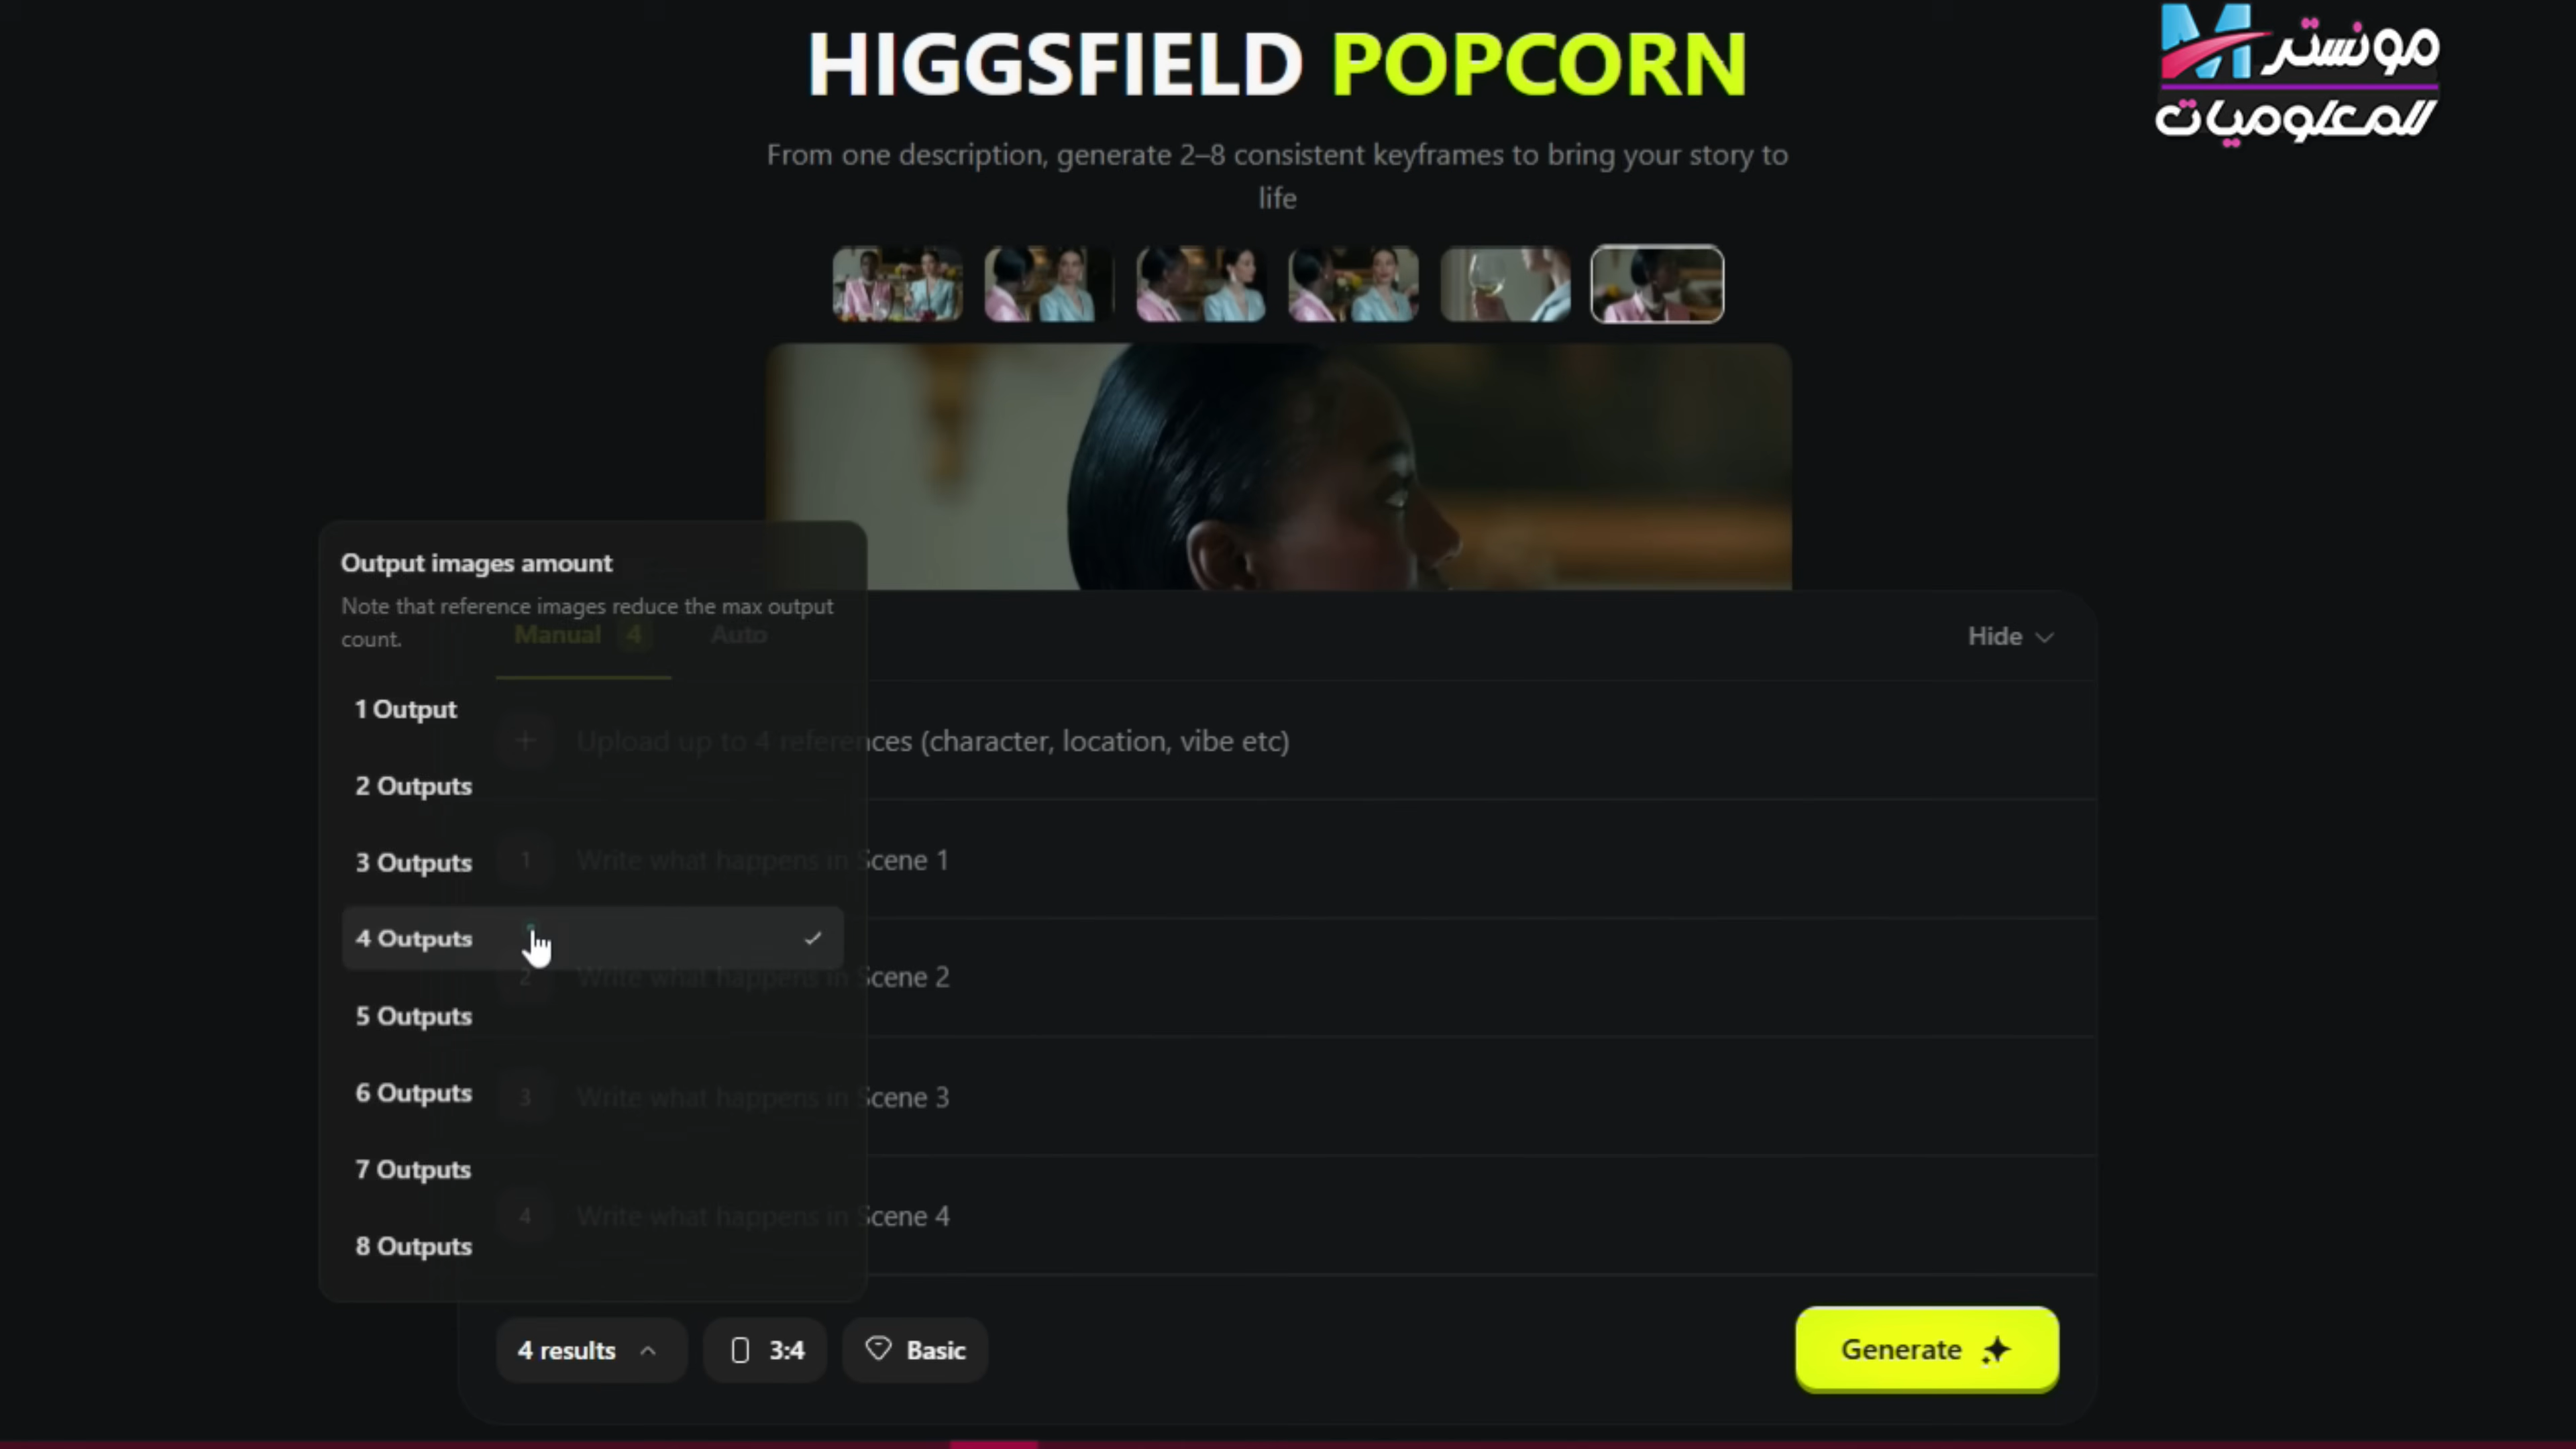 HIGGSFIELD POPCORN
مونستر
للمعلوميات
From one description, generate 2–8 consistent keyframes to bring your story to
life
Output images amount
Note that reference images reduce the max output
count.
Manual 4
Auto
Hide
1 Output
Upload up to 4 references (character, location, vibe etc)
2 Outputs
3 Outputs
1 Write what happens in Scene 1
4 Outputs
2 Write what happens in Scene 2
5 Outputs
6 Outputs
3 Write what happens in Scene 3
7 Outputs
4 Write what happens in Scene 4
8 Outputs
4 results
3:4
Basic
Generate